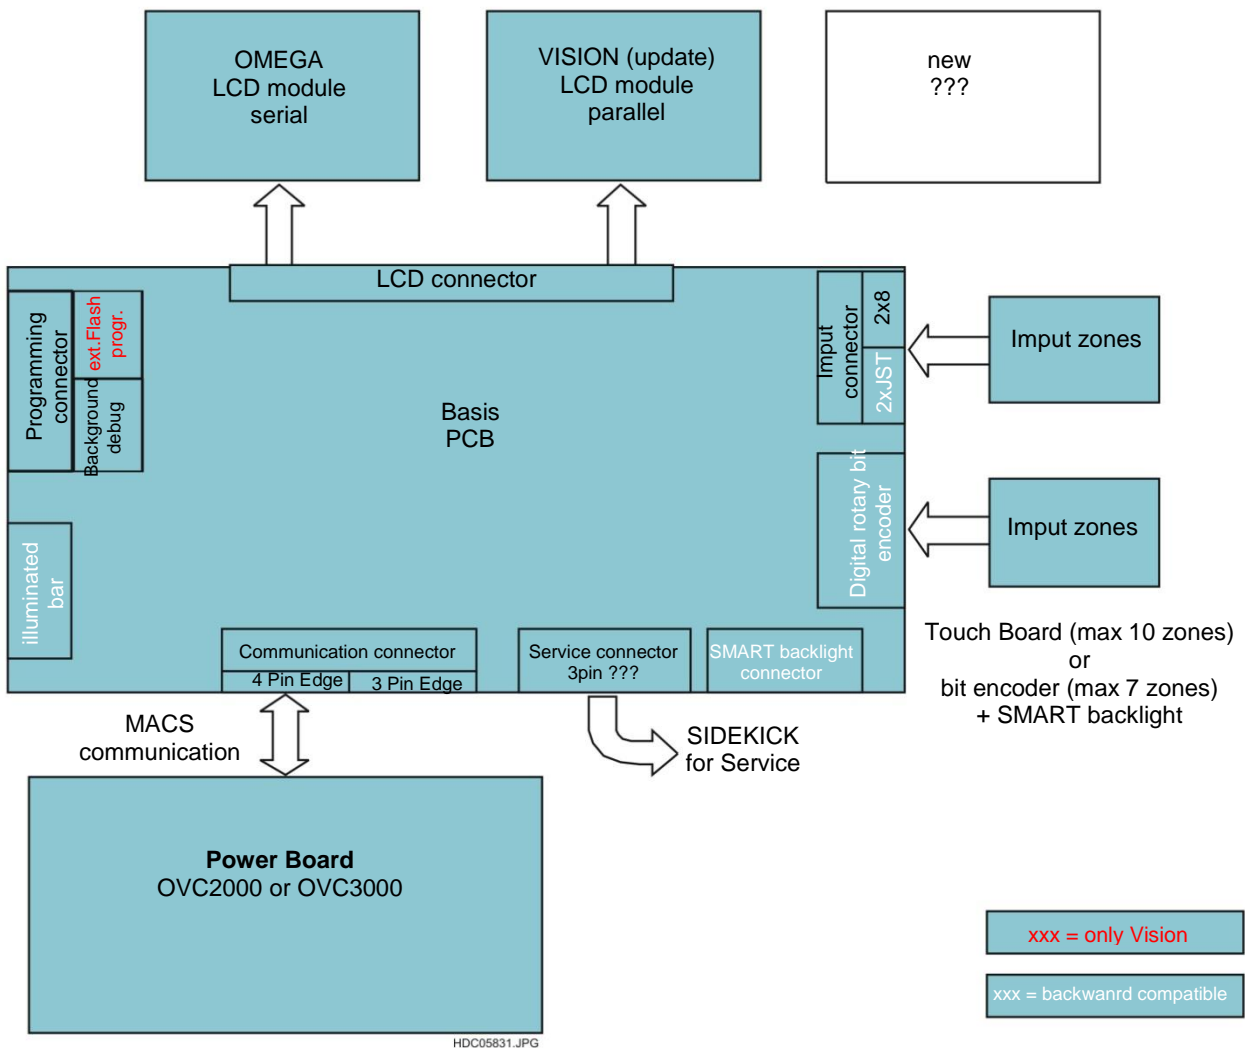 OMEGA
LCD module
serial
VISION (update)
LCD module
parallel
new
???
LCD connector
Programming
connector
ext.Flash
progr.
Background
debug
Basis
PCB
Imput
connector
2x8
2xJST
Imput zones
Digital rotary bit
encoder
Imput zones
illuminated
bar
Touch Board (max 10 zones)
or
bit encoder (max 7 zones)
+ SMART backlight
Communication connector
4 Pin Edge
3 Pin Edge
Service connector
3pin ???
SMART backlight
connector
MACS
communication
SIDEKICK
for Service
Power Board
OVC2000 or OVC3000
xxx = only Vision
xxx = backwanrd compatible
HDC05831.JPG